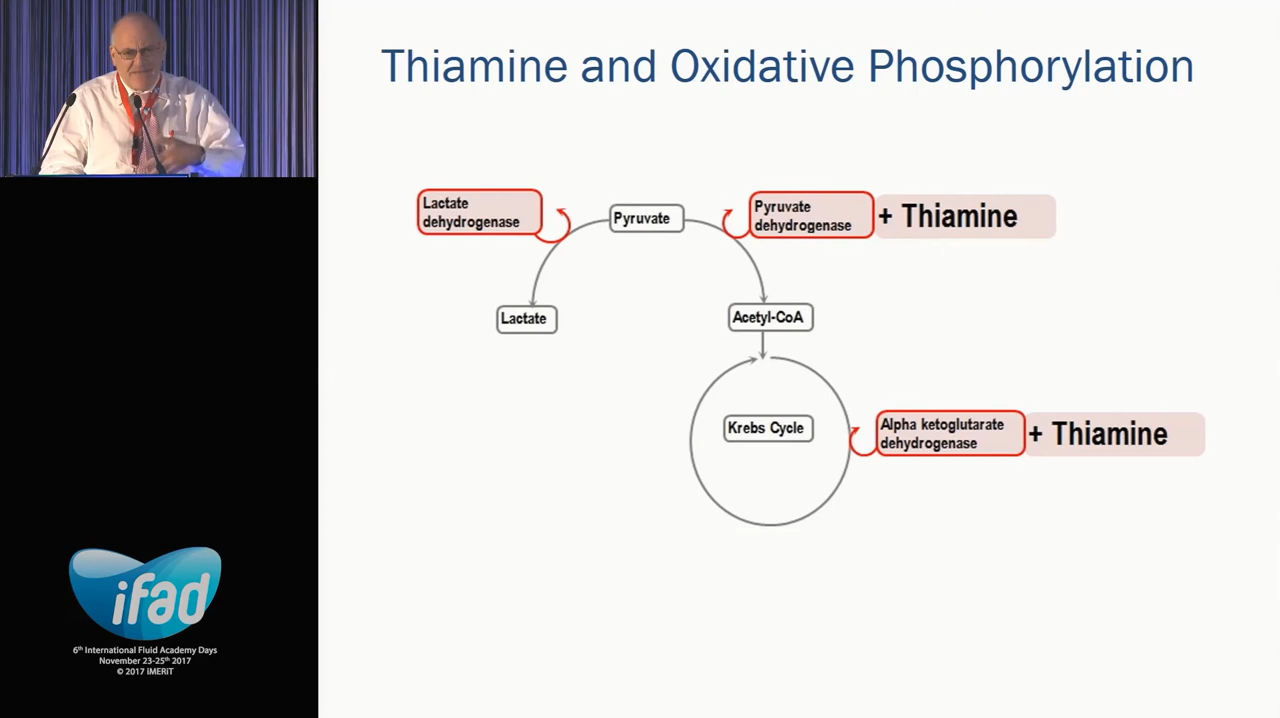 Thiamine and Oxidative Phosphorylation
Lactate
dehydrogenase
Pyruvate
Pyruvate
dehydrogenase
+ Thiamine
Lactate
Acetyl-CoA
Krebs Cycle
Alpha ketoglutarate
dehydrogenase
+ Thiamine
ifad
6th International Fluid Academy Days
November 23-25th 2017
© 2017 iMERiT